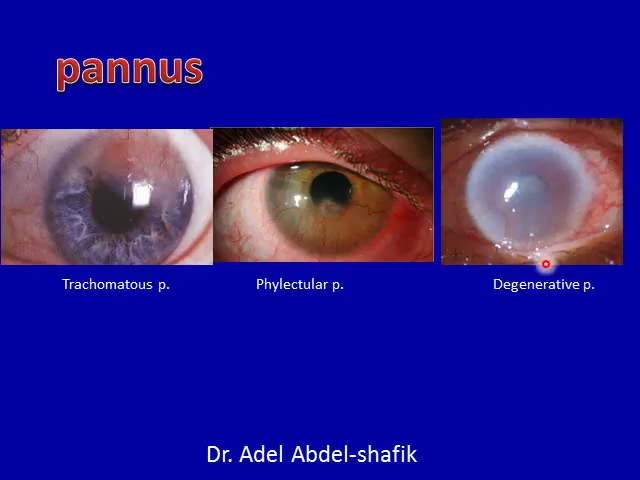 pannus
Trachomatous p.
Phylectular p.
Degenerative p.
Dr. Adel Abdel-shafik